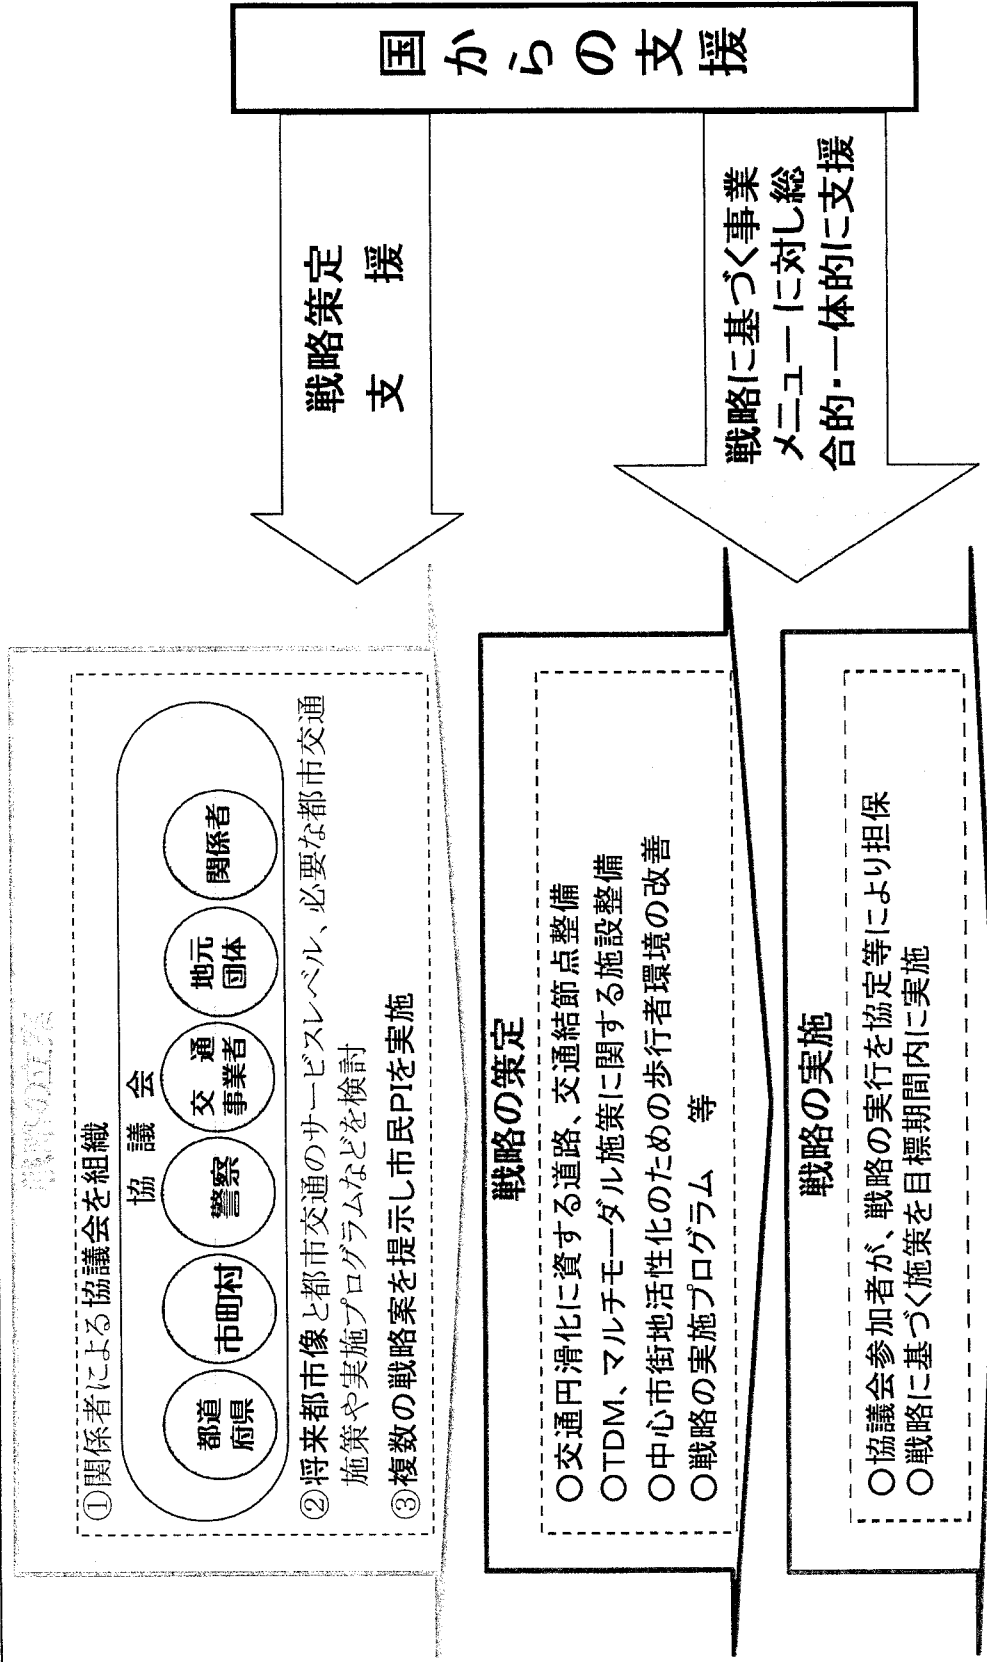 ①関係者による協議会を組織
協 議 会
都道
府県
市町村
警察
交 通
事業者
地元
団体
関係者
②将来都市像と都市交通のサービスレベル、必要な都市交通
施策や実施プログラムなどを検討
③複数の戦略案を提示し市民PIを実施
戦略の策定
○交通円滑化に資する道路、交通結節点整備
○TDM、マルチモーダル施策に関する施設整備
○中心市街地活性化のための歩行者環境の改善
○戦略の実施プログラム 等
戦略の実施
○協議会参加者が、戦略の実行を協定等により担保
○戦略に基づく施策を目標期間内に実施
戦略策定
支 援
戦略に基づく事業
メニューに対し総
合的・一体的に支援
国からの支援